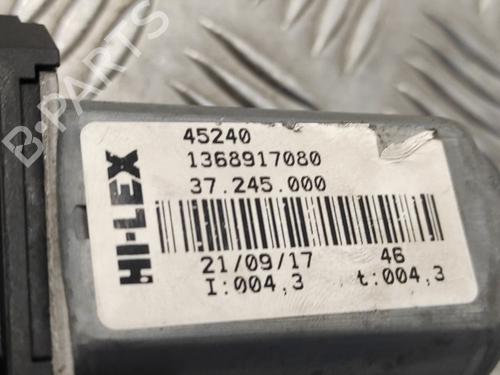 B-PARTS
HI-LEX
45240
1368917080
37.245.000
21/09/17 46
I:004,3 t:004,3